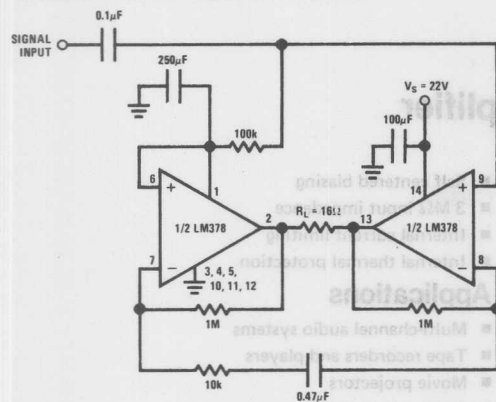 0.1µF
SIGNAL
INPUT
250µF
V_S = 22V
plifier
100k
100µF
6
+
1
14
+
9
Self centered biasing
3 MΩ input impedance
1/2 LM378
2
R_L = 16Ω
13
1/2 LM378
Internal current limiting
7
−
3, 4, 5,
10, 11, 12
−
8
Internal thermal protection
Applications
1M
1M
Multi-channel audio systems
Tape recorders and players
Movie projectors
10k
0.47µF